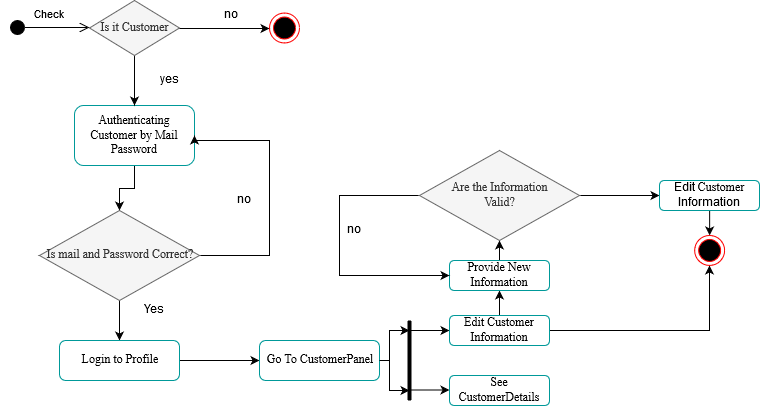 Check
Is it Customer
no
yes
Authenticating
Customer by Mail
Password
no
Is mail and Password Correct?
Yes
Login to Profile
Go To CustomerPanel
Are the Information
Valid?
no
Edit Customer
Information
Provide New
Information
Edit Customer
Information
See
CustomerDetails